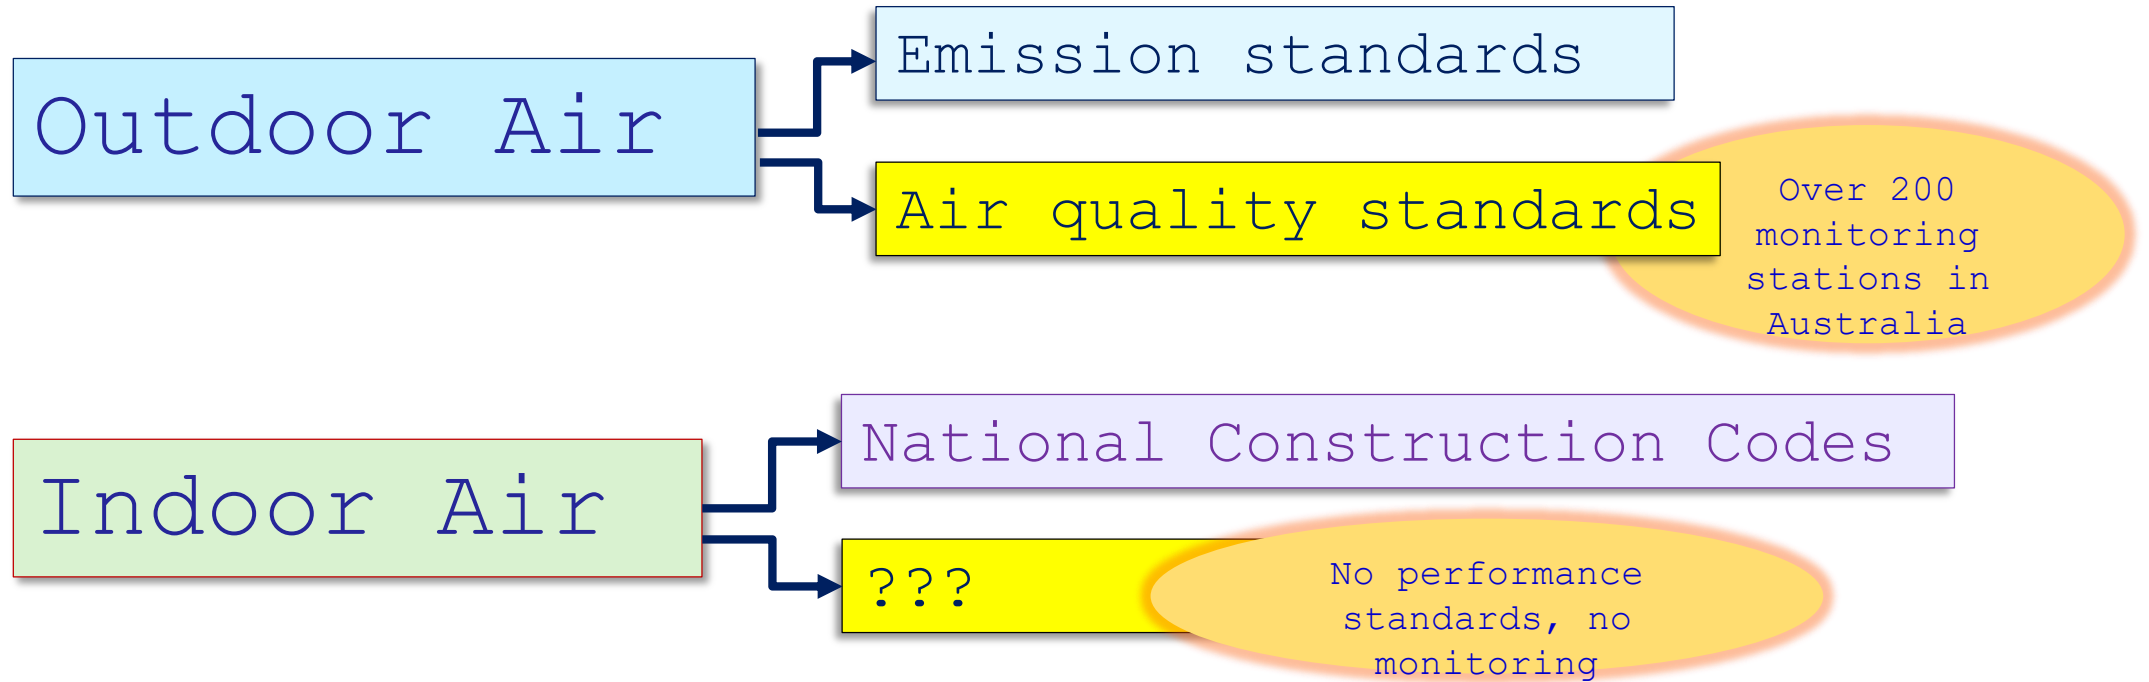 Outdoor Air
Emission standards
Air quality standards
Over 200
monitoring
stations in
Australia
Indoor Air
National Construction Codes
???
No performance
standards, no
monitoring